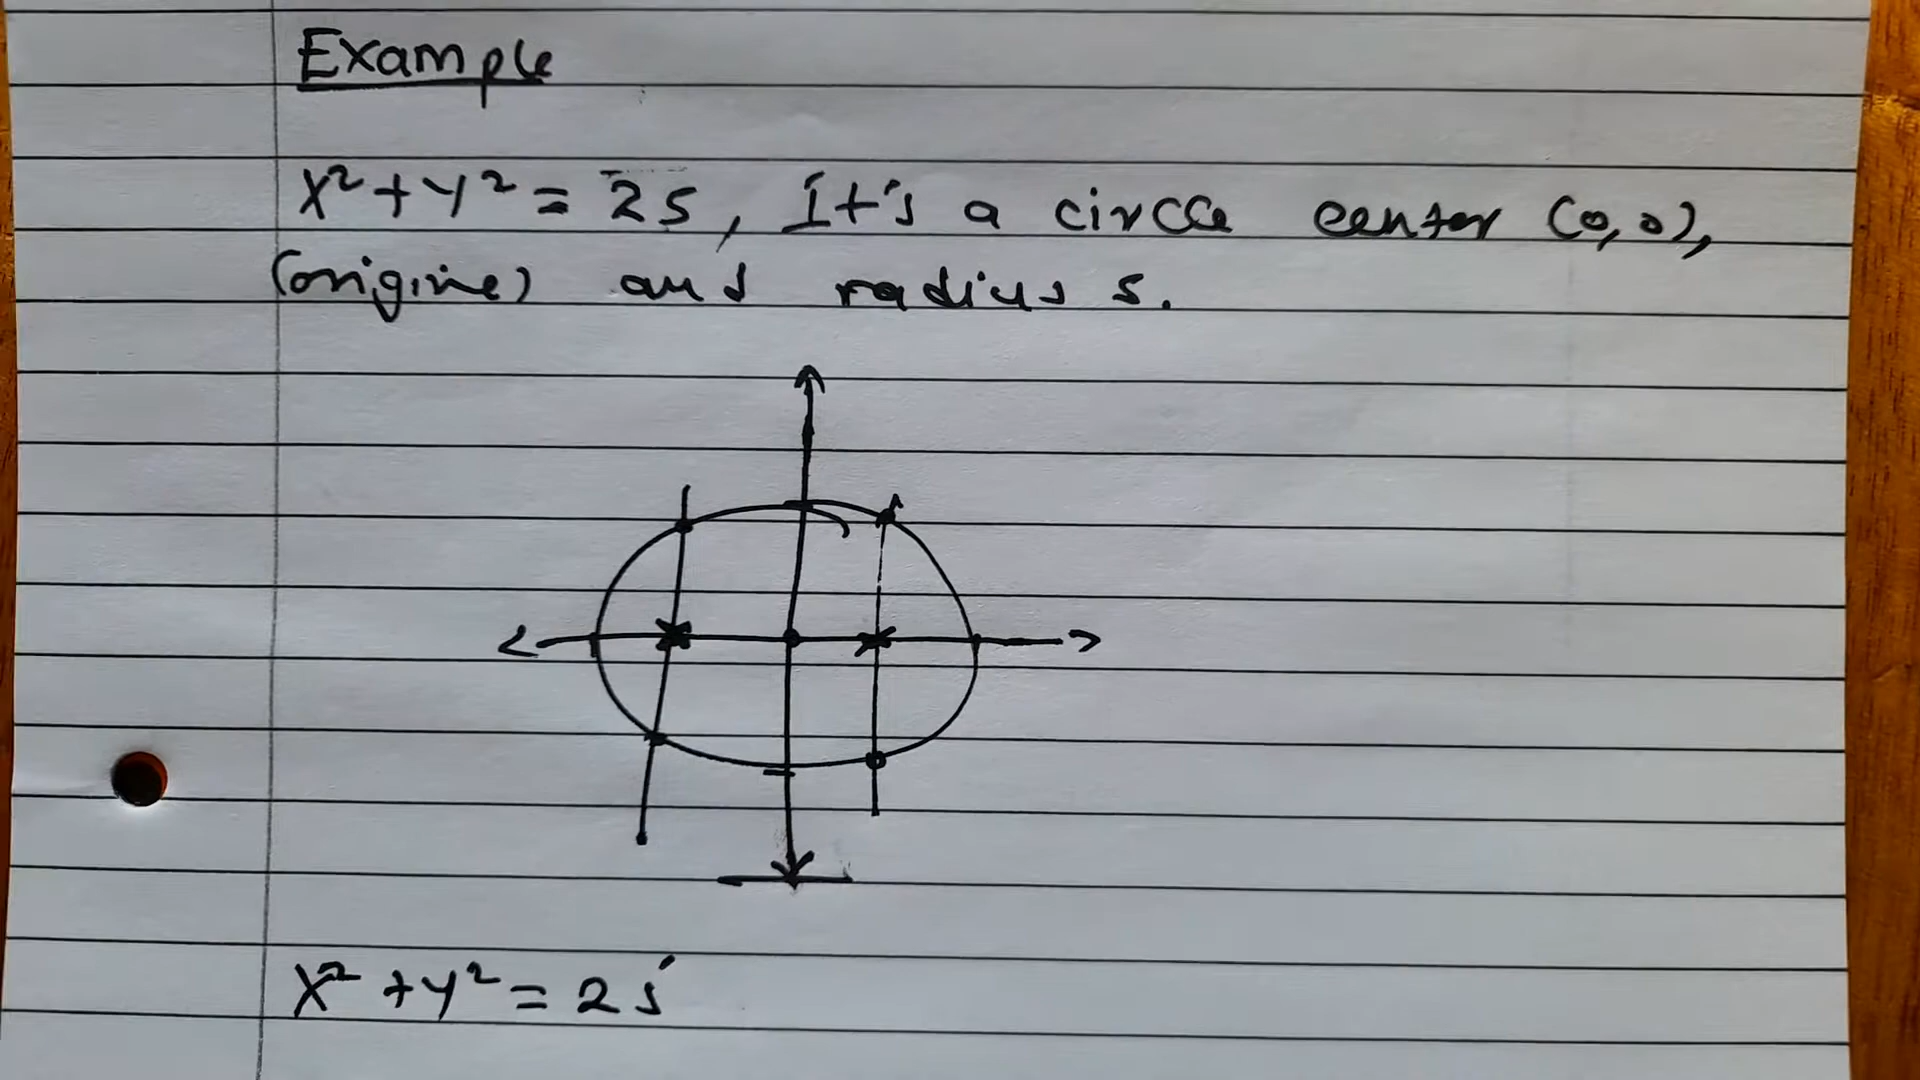 Example
x² + y² = 25, It's a circle center (0,0),
(origine) and radius 5.
x² + y² = 25